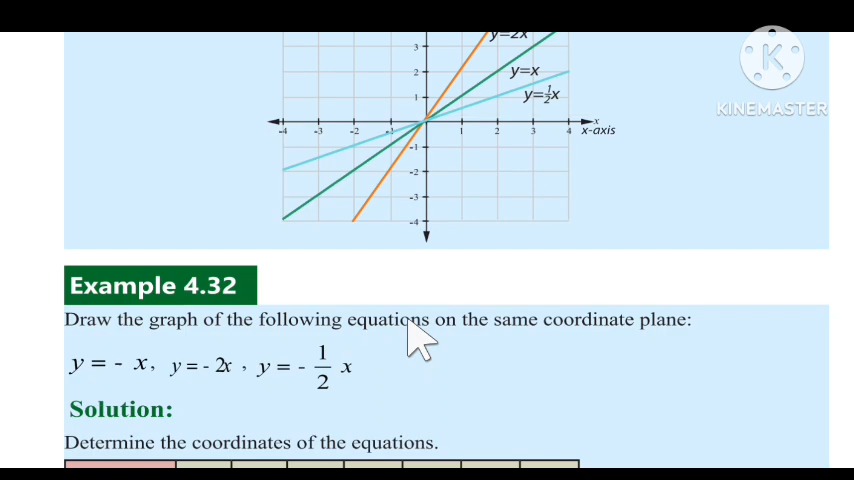 y=2x
3
2
y=x
1
y=½x
-4 -3 -2 -1 1 2 3 4 x
x-axis
-1
-2
-3
-4
KINEMASTER
Example 4.32
Draw the graph of the following equations on the same coordinate plane:
y = - x, y = - 2x , y = - 1/2 x
Solution:
Determine the coordinates of the equations.